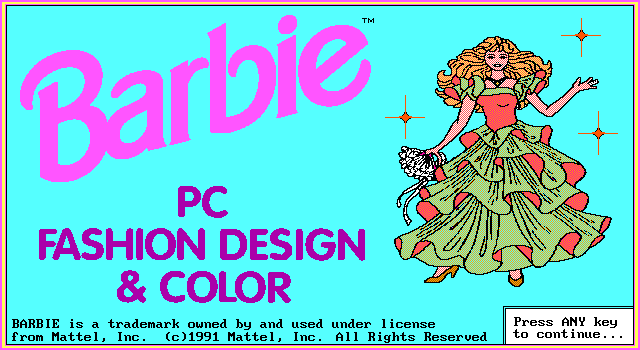 Barbie™
PC
FASHION DESIGN
& COLOR
BARBIE is a trademark owned by and used under license
from Mattel, Inc.  (c)1991 Mattel, Inc.  All Rights Reserved
Press ANY key
to continue...